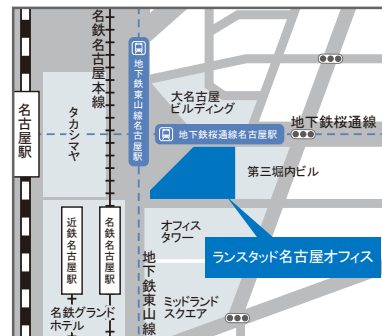 名鉄名古屋本線
地下鉄東山線名古屋駅
大名古屋
ビルディング
名古屋駅
タカシマヤ
地下鉄桜通線
地下鉄桜通線名古屋駅
第三堀内ビル
オフィス
タワー
ランスタッド名古屋オフィス
近鉄名古屋駅
名鉄名古屋駅
地下鉄東山線
名鉄グランド
ホテル
ミッドランド
スクエア